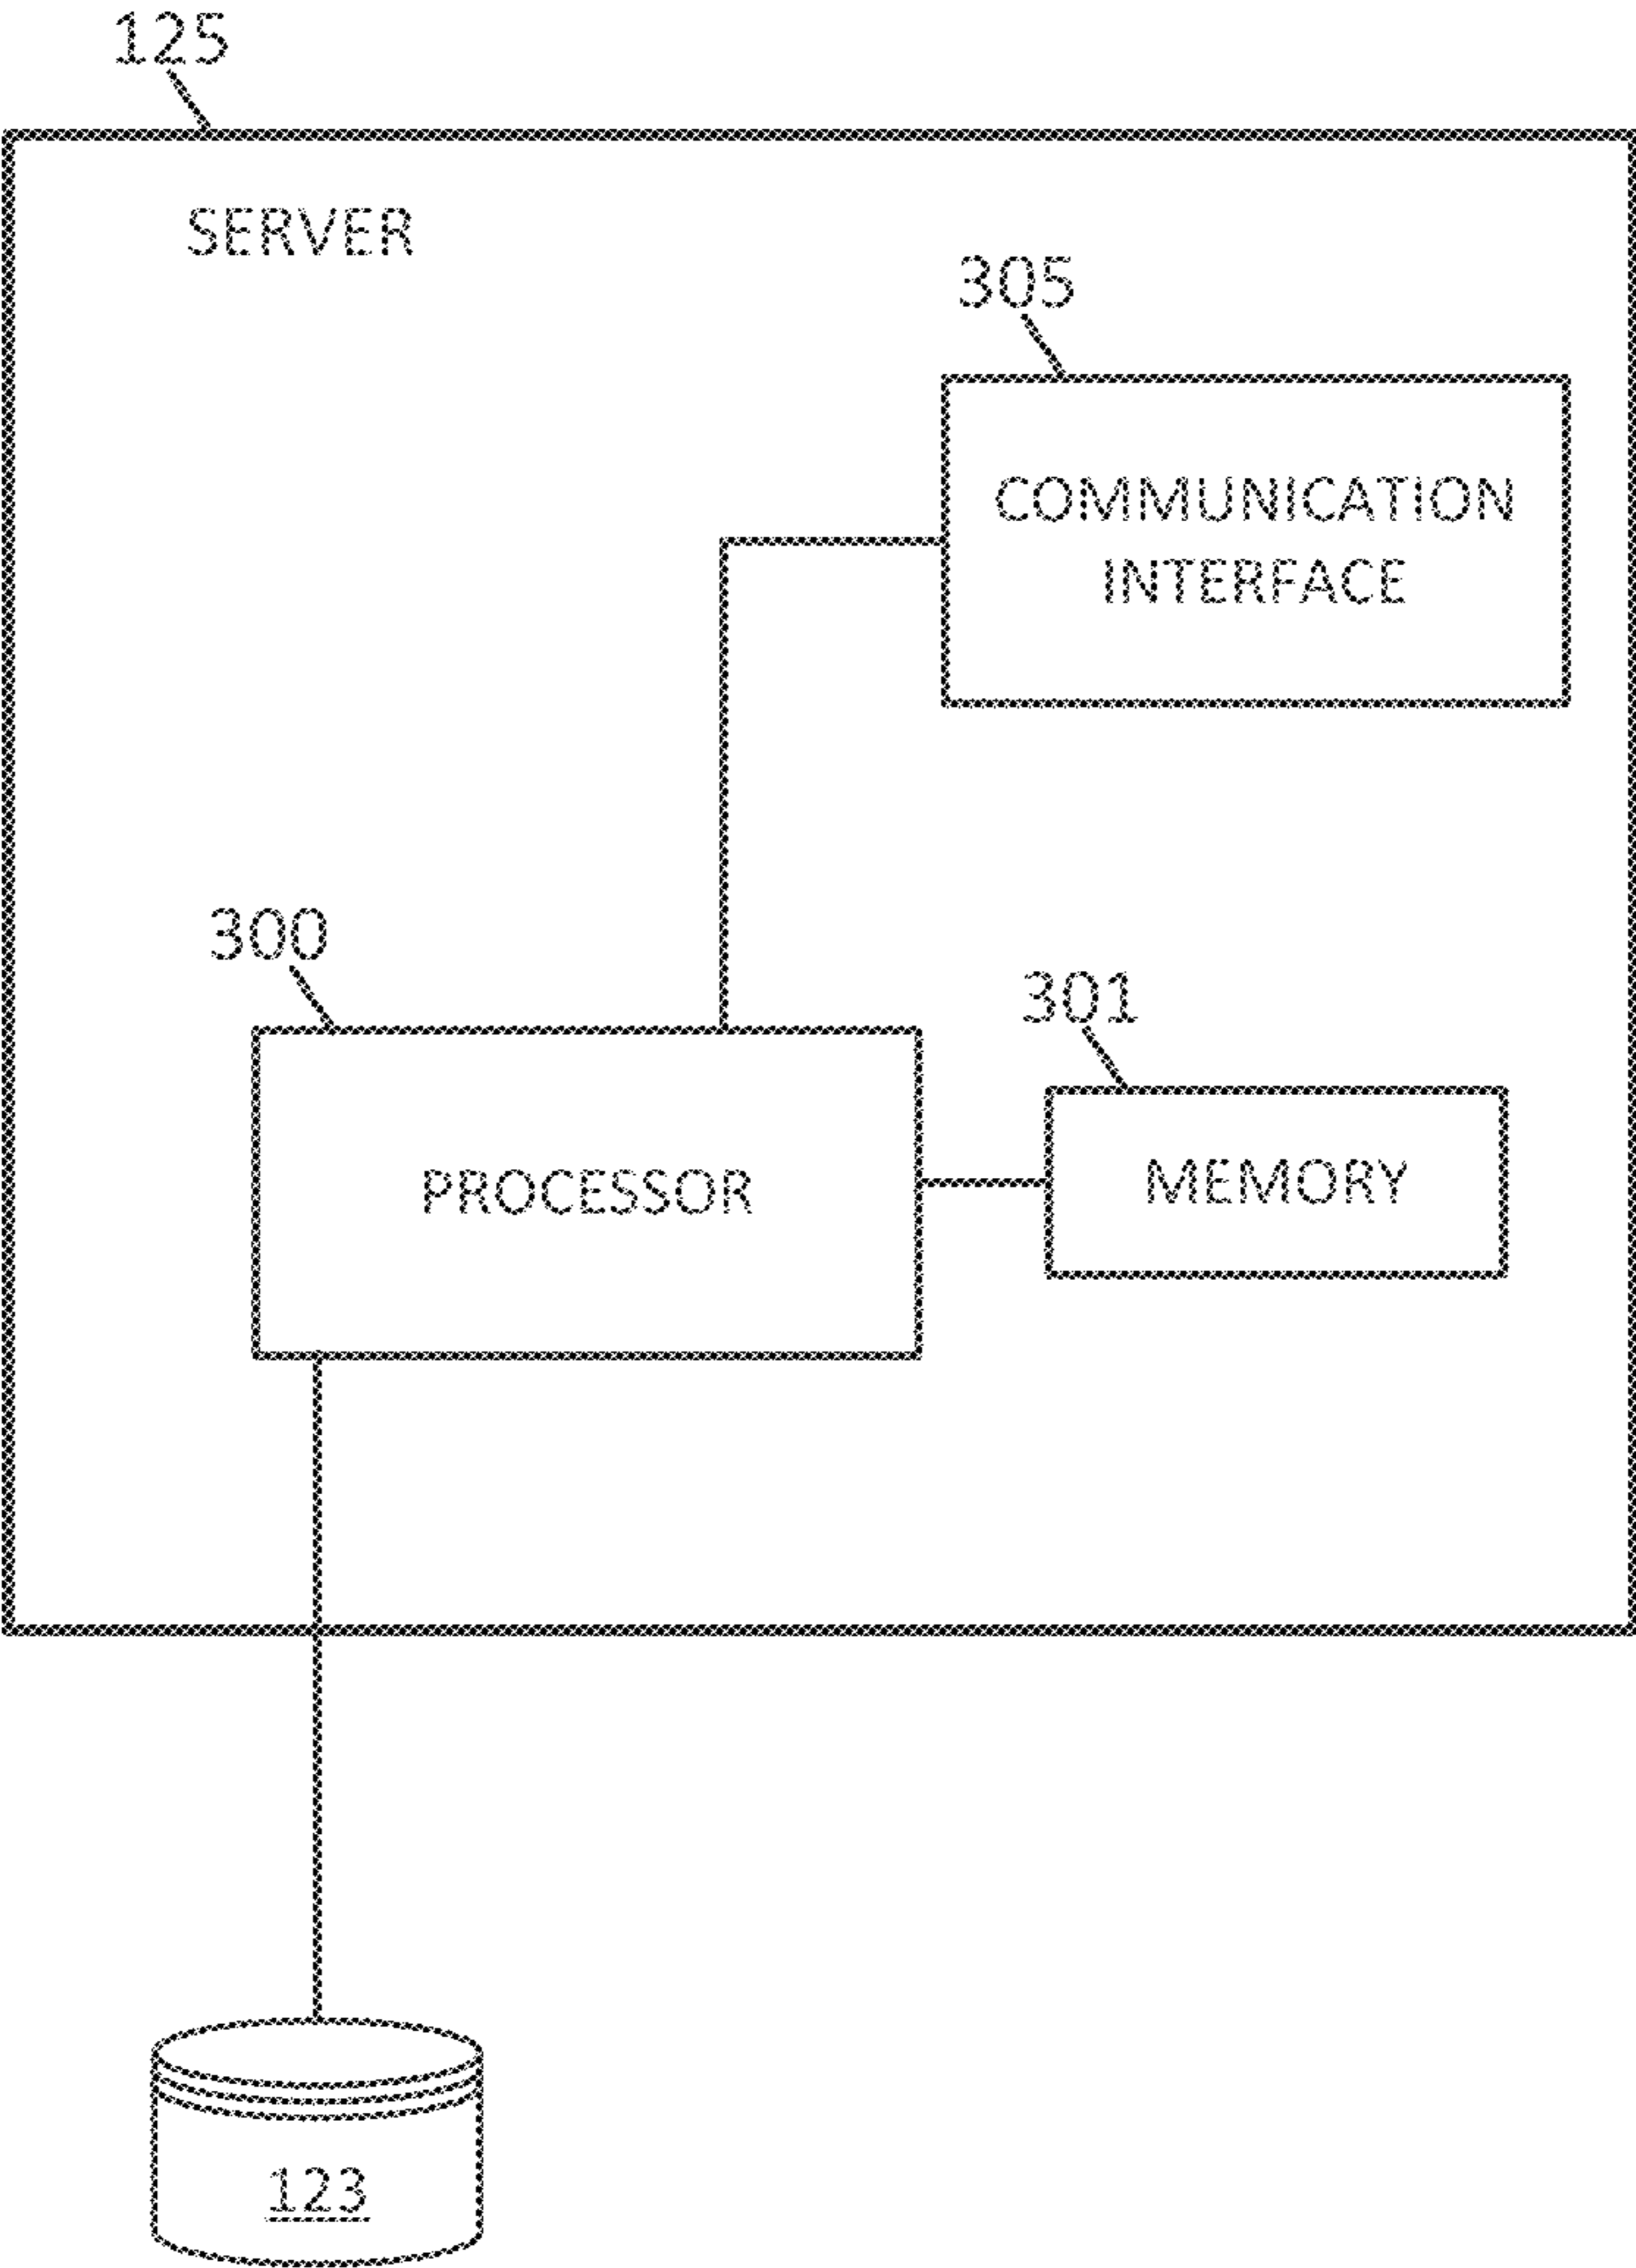 125
SERVER
305
COMMUNICATION
INTERFACE
300
301
PROCESSOR
MEMORY
123